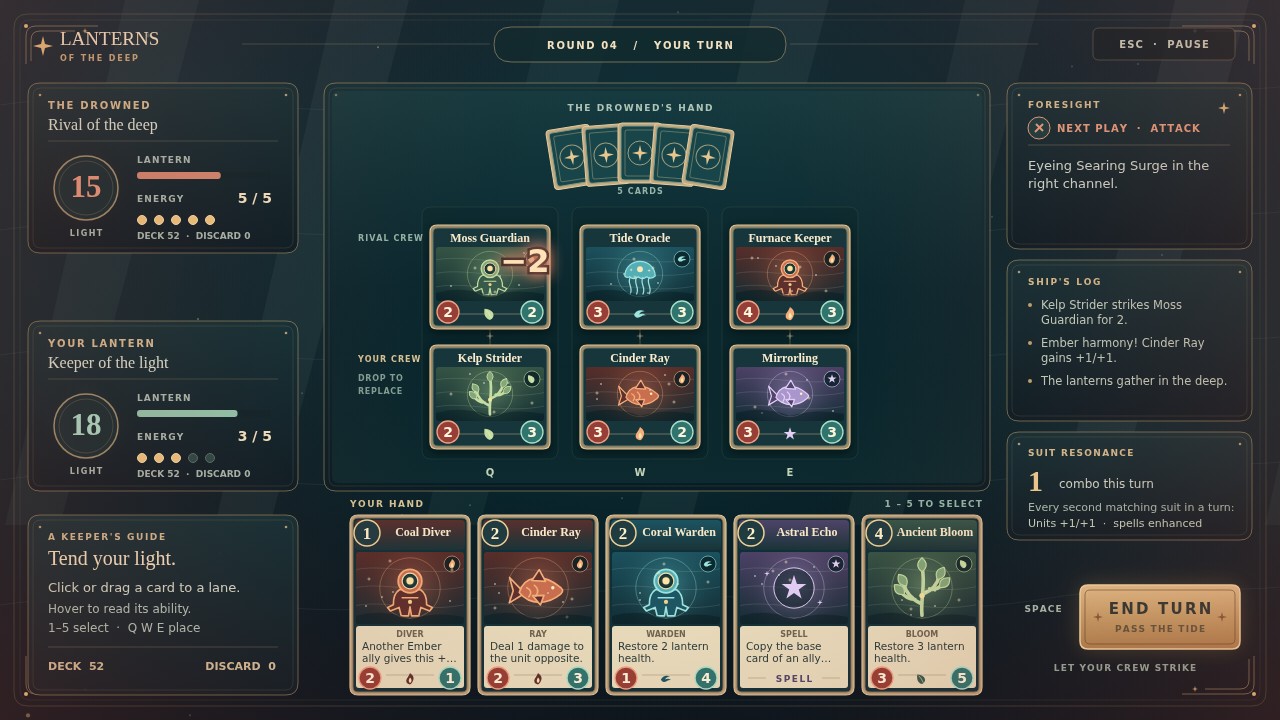 LANTERNS
OF THE DEEP
ROUND 04 / YOUR TURN
ESC · PAUSE
THE DROWNED
Rival of the deep
15
LIGHT
LANTERN
ENERGY 5 / 5
DECK 52 · DISCARD 0
YOUR LANTERN
Keeper of the light
18
LIGHT
LANTERN
ENERGY 3 / 5
DECK 52 · DISCARD 0
A KEEPER'S GUIDE
Tend your light.
Click or drag a card to a lane.
Hover to read its ability.
1–5 select · Q W E place
DECK 52 DISCARD 0
THE DROWNED'S HAND
5 CARDS
RIVAL CREW
Moss Guardian
−2
2 2
Tide Oracle
3 3
Furnace Keeper
4 3
YOUR CREW
DROP TO
REPLACE
Kelp Strider
2 3
Cinder Ray
3 2
Mirrorling
3 3
Q W E
YOUR HAND
1 – 5 TO SELECT
1 Coal Diver
DIVER
Another Ember
ally gives this +…
2 1
2 Cinder Ray
RAY
Deal 1 damage to
the unit opposite.
2 3
2 Coral Warden
WARDEN
Restore 2 lantern
health.
1 4
2 Astral Echo
SPELL
Copy the base
card of an ally…
SPELL
4 Ancient Bloom
BLOOM
Restore 3 lantern
health.
3 5
FORESIGHT
NEXT PLAY · ATTACK
Eyeing Searing Surge in the
right channel.
SHIP'S LOG
• Kelp Strider strikes Moss
Guardian for 2.
• Ember harmony! Cinder Ray
gains +1/+1.
• The lanterns gather in the deep.
SUIT RESONANCE
1 combo this turn
Every second matching suit in a turn:
Units +1/+1 · spells enhanced
SPACE
END TURN
PASS THE TIDE
LET YOUR CREW STRIKE